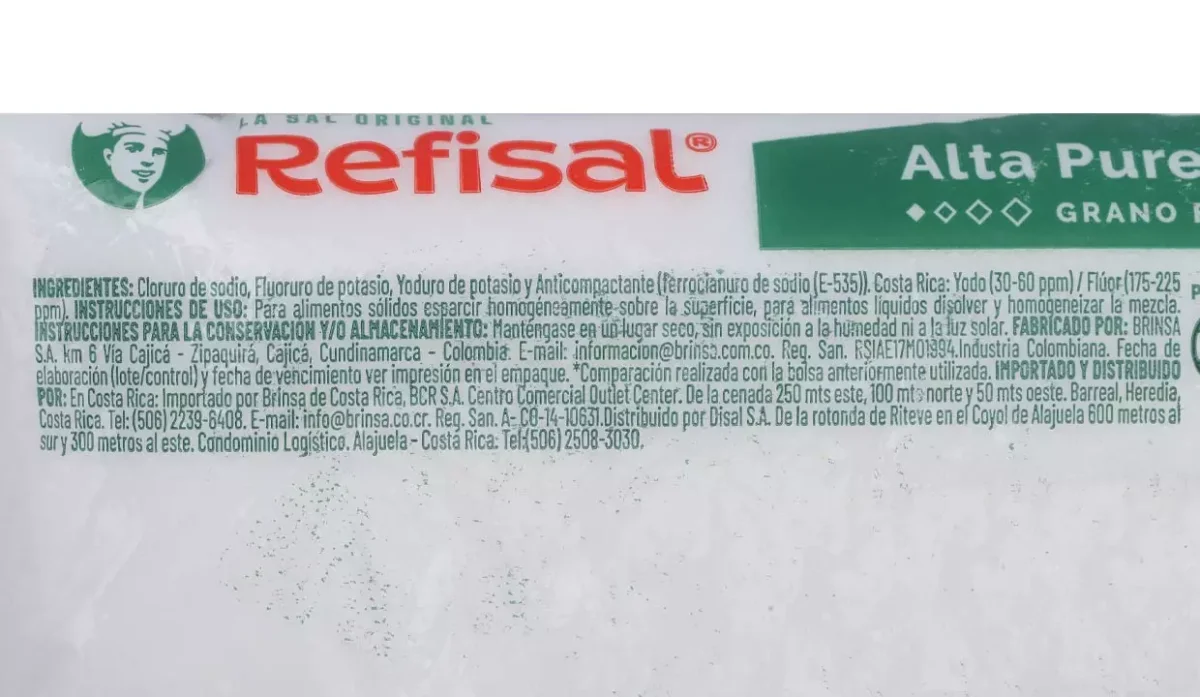 LA SAL ORIGINAL
Refisal®
Alta Pure
GRANO
INGREDIENTES: Cloruro de sodio, Fluoruro de potasio, Yoduro de potasio y Anticompactante (ferrocianuro de sodio (E-535)). Costa Rica: Yodo (30-60 ppm) / Flúor (175-225
ppm). INSTRUCCIONES DE USO: Para alimentos sólidos esparcir homogéneamente sobre la superficie, para alimentos líquidos disolver y homogeneizar la mezcla.
INSTRUCCIONES PARA LA CONSERVACIÓN Y/O ALMACENAMIENTO: Manténgase en un lugar seco, sin exposición a la humedad ni a la luz solar. FABRICADO POR: BRINSA
S.A. km 6 Vía Cajicá - Zipaquirá, Cajicá, Cundinamarca - Colombia. E-mail: informacion@brinsa.com.co. Reg. San. RSIAE17M01994.Industria Colombiana. Fecha de
elaboración (lote/control) y fecha de vencimiento ver impresión en el empaque. *Comparación realizada con la bolsa anteriormente utilizada. IMPORTADO Y DISTRIBUIDO
POR: En Costa Rica: Importado por Brinsa de Costa Rica, BCR S.A. Centro Comercial Outlet Center. De la cenada 250 mts este, 100 mts norte y 50 mts oeste. Barreal, Heredia,
Costa Rica. Tel: (506) 2239-6408. E-mail: info@brinsa.co.cr. Reg. San. A-CO-14-10631.Distribuido por Disal S.A. De la rotonda de Riteve en el Coyol de Alajuela 600 metros al
sur y 300 metros al este. Condominio Logístico. Alajuela - Costa Rica: Tel:(506) 2508-3030.